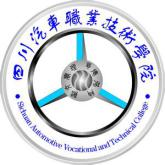 四川汽車職業技術學院
Sichuan Automotive Vocational and Technical College